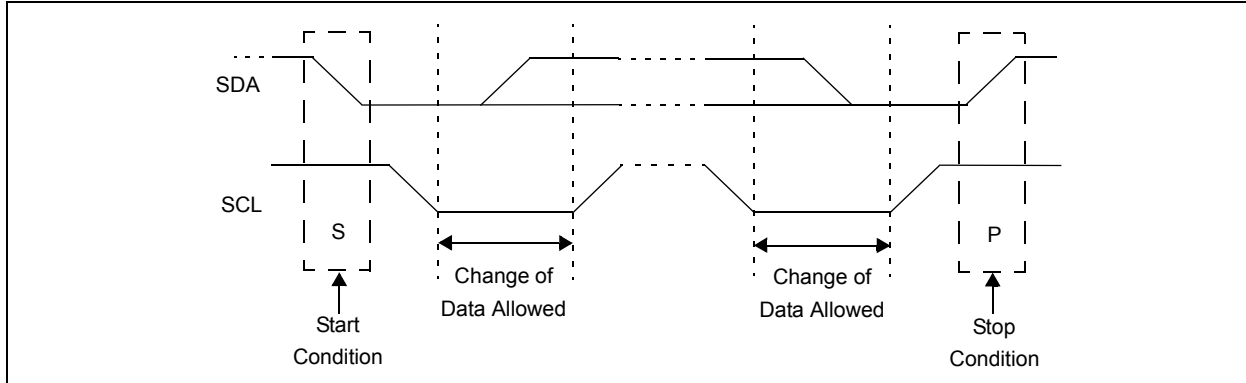 SDA
SCL
S
P
Change of
Data Allowed
Change of
Data Allowed
Start
Condition
Stop
Condition